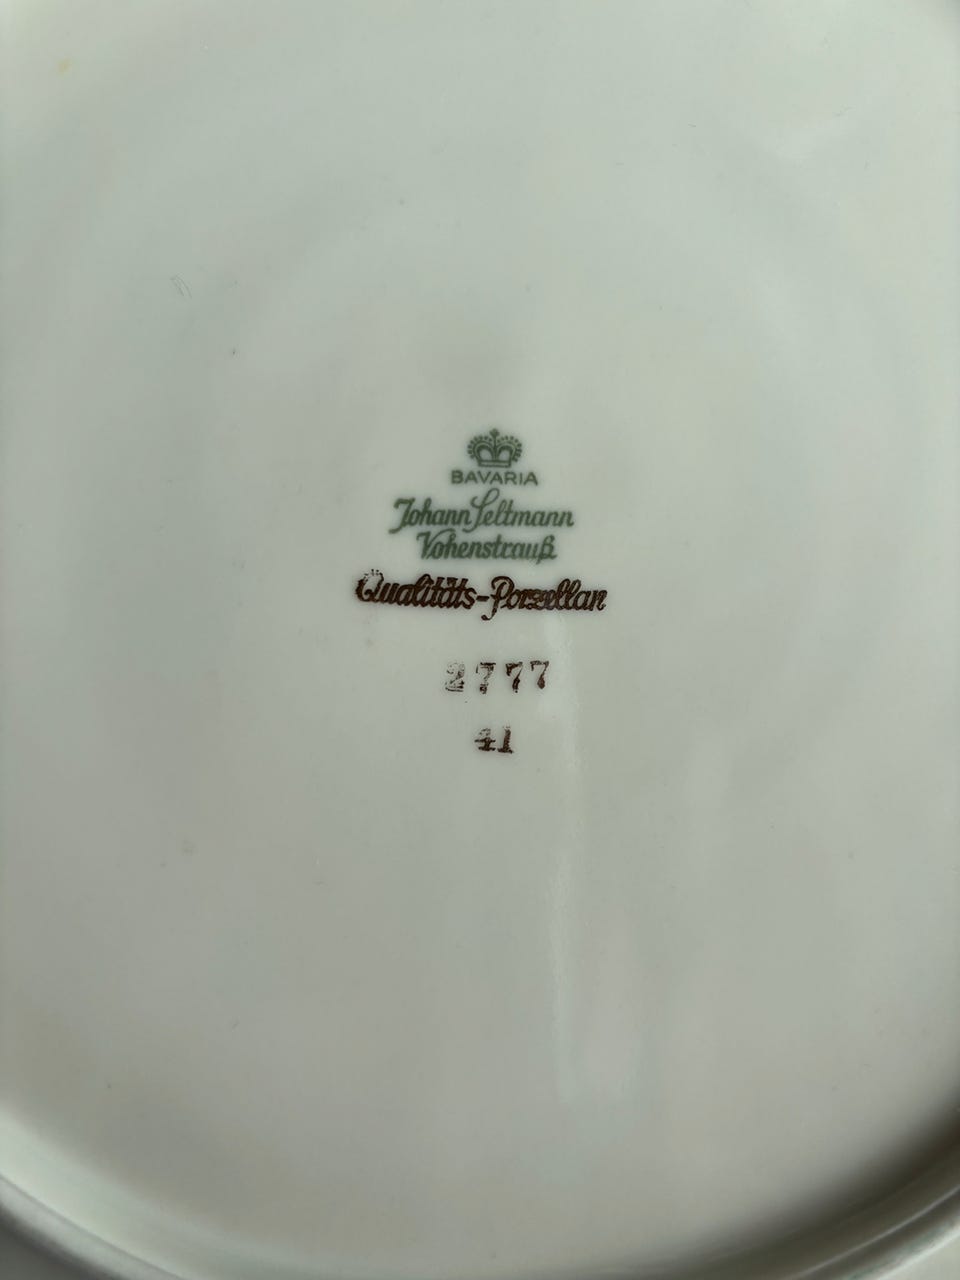 BAVARIA
Johann Seltmann
Vohenstrauß
Qualitäts-Porzellan
2777
41